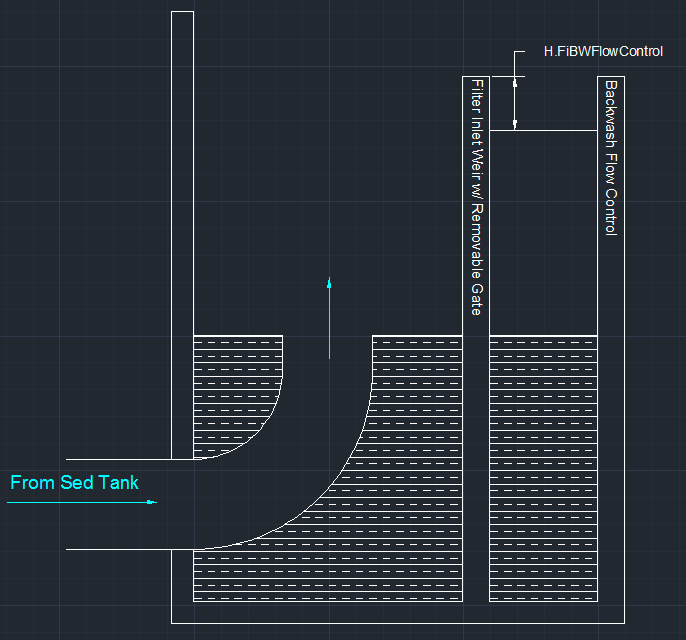 H.FiBWFlowControl
Filter Inlet Weir w/ Removable Gate
Backwash Flow Control
From Sed Tank